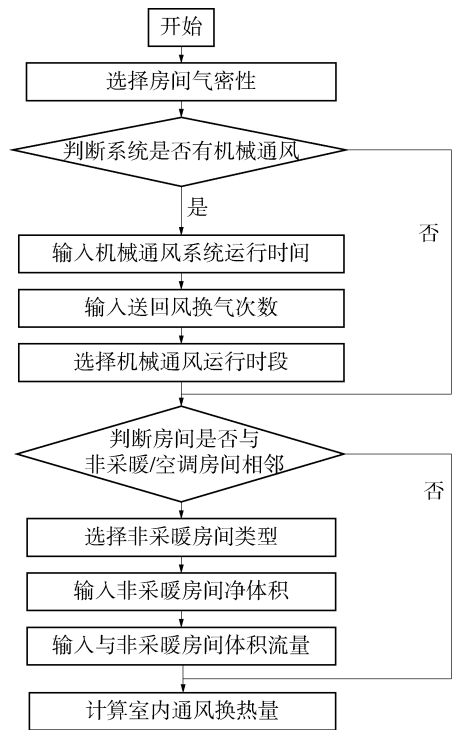 开始
选择房间气密性
判断系统是否有机械通风
是
否
输入机械通风系统运行时间
输入送回风换气次数
选择机械通风运行时段
判断房间是否与
非采暖/空调房间相邻
否
选择非采暖房间类型
输入非采暖房间净体积
输入与非采暖房间体积流量
计算室内通风换热量